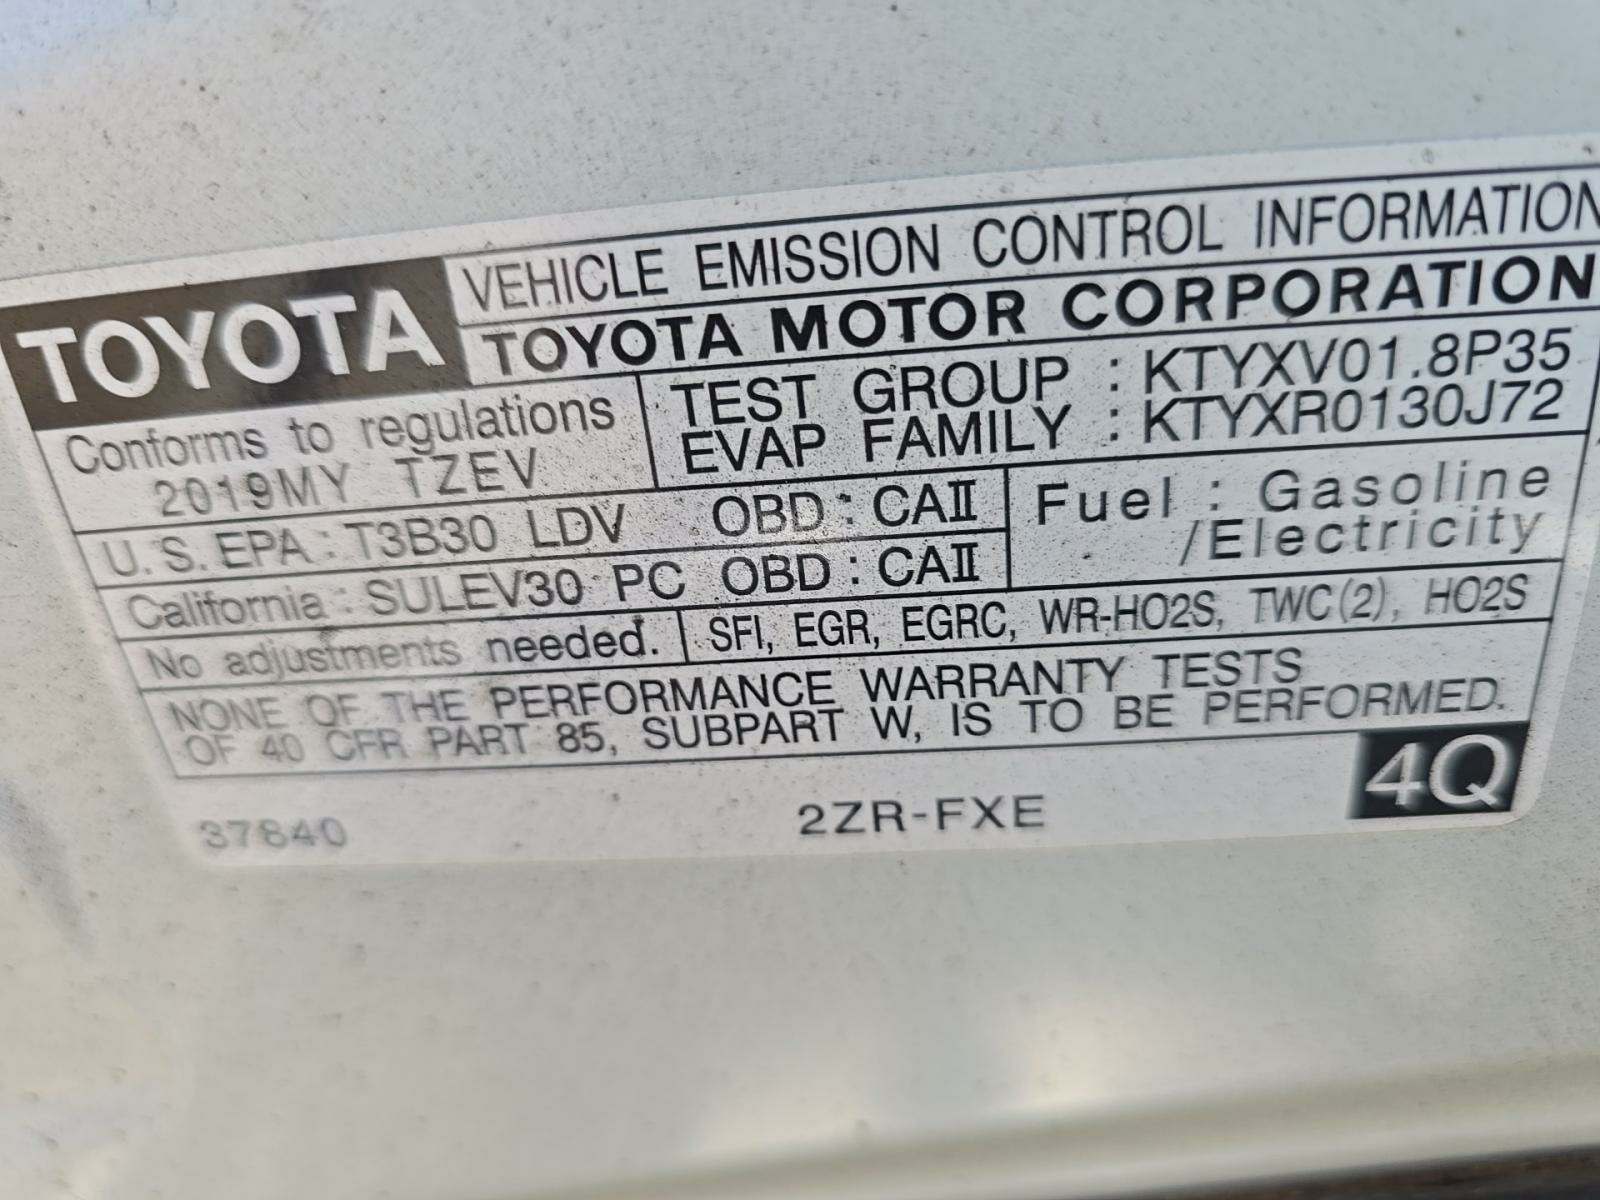 TOYOTA
VEHICLE EMISSION CONTROL INFORMATION
TOYOTA MOTOR CORPORATION
Conforms to regulations
2019MY TZEV
TEST GROUP : KTYXV01.8P35
EVAP FAMILY : KTYXR0130J72
U.S.EPA : T3B30 LDV OBD : CAII
California : SULEV30 PC OBD : CAII
Fuel : Gasoline
/Electricity
No adjustments needed.
SFI, EGR, EGRC, WR-HO2S, TWC(2), HO2S
NONE OF THE PERFORMANCE WARRANTY TESTS
OF 40 CFR PART 85, SUBPART W, IS TO BE PERFORMED.
37840
2ZR-FXE
4Q